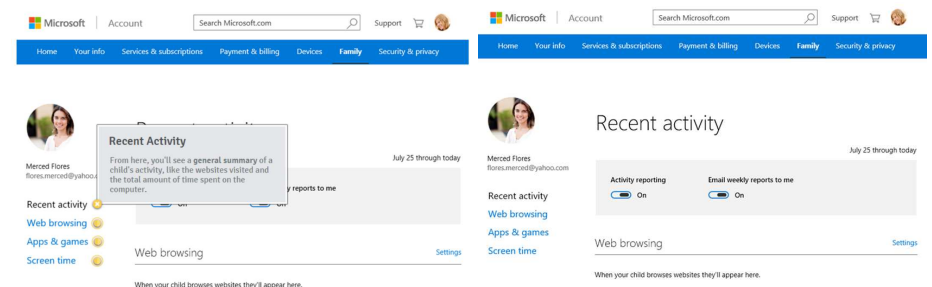 Microsoft | Account
Search Microsoft.com
Support
Home Your info Services & subscriptions Payment & billing Devices Family Security & privacy
Recent Activity
From here, you'll see a general summary of a
child's activity, like the websites visited and
the total amount of time spent on the
computer.
July 25 through today
Merced Flores
flores.merced@yahoo.c
y reports to me
On On
Recent activity
Web browsing
Apps & games
Screen time
Web browsing
Settings
When your child browses websites they'll appear here.
Microsoft | Account
Search Microsoft.com
Support
Home Your info Services & subscriptions Payment & billing Devices Family Security & privacy
Recent activity
July 25 through today
Merced Flores
flores.merced@yahoo.com
Activity reporting Email weekly reports to me
On On
Recent activity
Web browsing
Apps & games
Screen time
Web browsing
Settings
When your child browses websites they'll appear here.